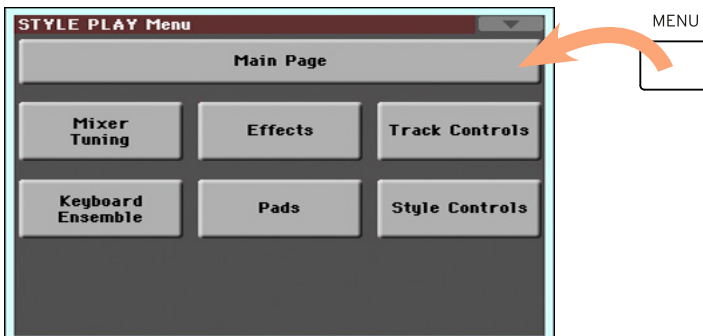 STYLE PLAY Menu
MENU
Main Page
Mixer
Tuning
Effects
Track Controls
Keyboard
Ensemble
Pads
Style Controls